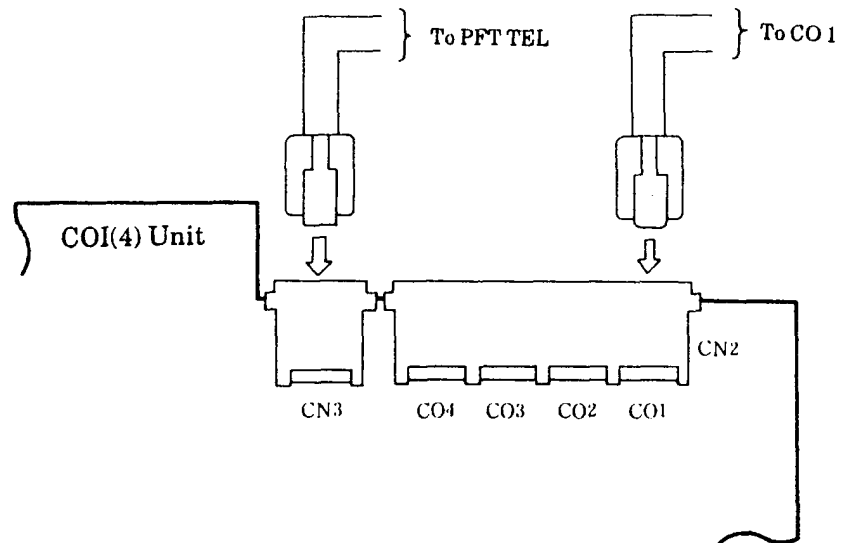 To PFT TEL
To CO 1
COI(4) Unit
CN2
CN3
CO4
CO3
CO2
CO1